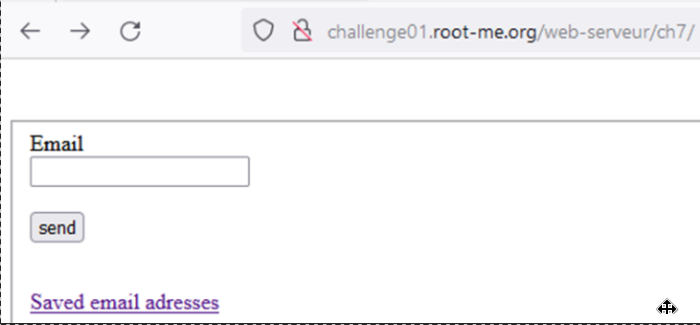 challenge01.root-me.org/web-serveur/ch7/
Email
send
Saved email adresses